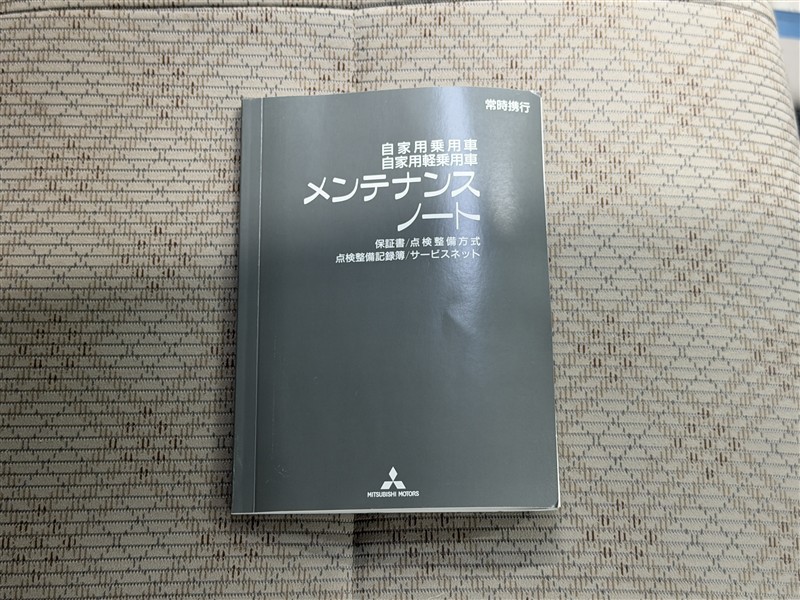 常時携行
自家用乗用車
自家用軽乗用車
メンテナンス
ノート
保証書/点検整備方式
点検整備記録簿/サービスネット
MITSUBISHI MOTORS